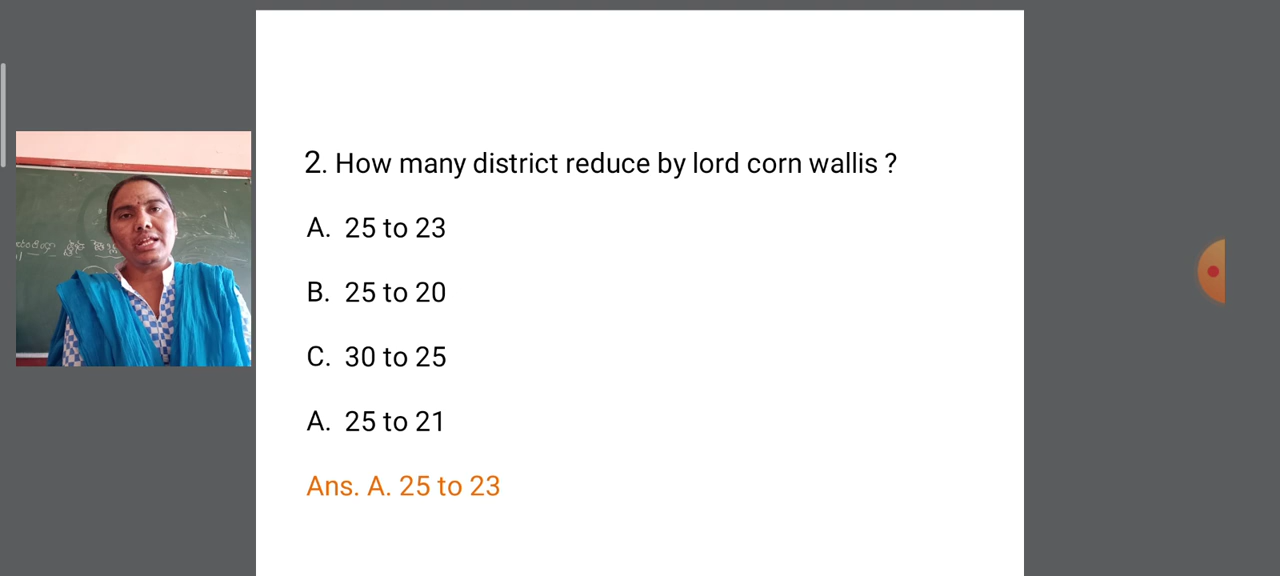 2. How many district reduce by lord corn wallis ?
A. 25 to 23
B. 25 to 20
C. 30 to 25
A. 25 to 21
Ans. A. 25 to 23